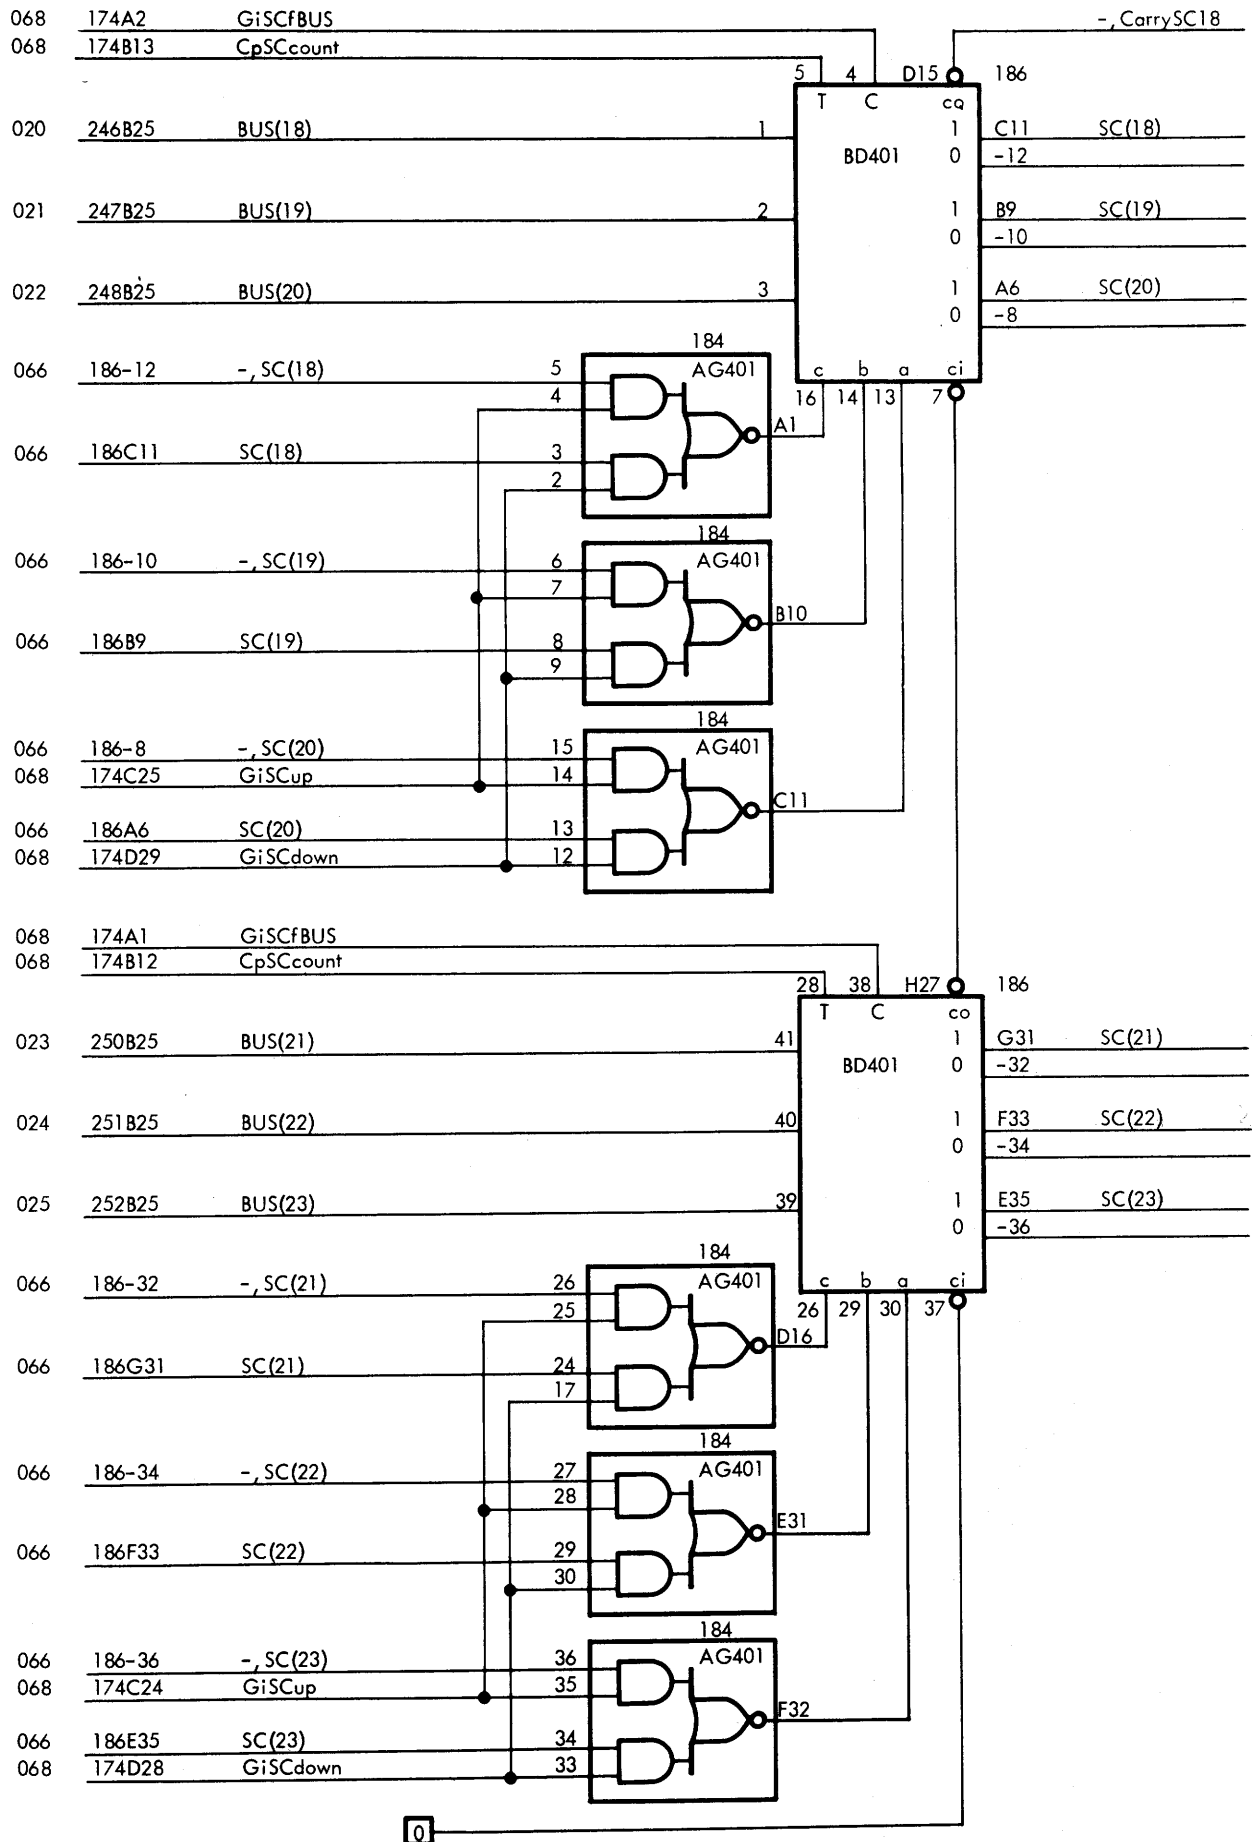 068 174A2 GiSCfBUS -, CarrySC18
068 174B13 CpSCcount
5 4 D15 186
T C co
020 246B25 BUS(18) 1 1 C11 SC(18)
BD401 0 -12
021 247B25 BUS(19) 2 1 B9 SC(19)
0 -10
022 248B25 BUS(20) 3 1 A6 SC(20)
0 -8
184
066 186-12 -, SC(18) 5 AG401 c b a ci
4 16 14 13 7
A1
066 186C11 SC(18) 3
2
184
066 186-10 -, SC(19) 6 AG401
7
B10
066 186B9 SC(19) 8
9
184
066 186-8 -, SC(20) 15 AG401
068 174C25 GiSCup 14
C11
066 186A6 SC(20) 13
068 174D29 GiSCdown 12
068 174A1 GiSCfBUS
068 174B12 CpSCcount
28 38 H27 186
T C co
023 250B25 BUS(21) 41 1 G31 SC(21)
BD401 0 -32
024 251B25 BUS(22) 40 1 F33 SC(22)
0 -34
025 252B25 BUS(23) 39 1 E35 SC(23)
0 -36
184
066 186-32 -, SC(21) 26 AG401 c b a ci
25 26 29 30 37
D16
066 186G31 SC(21) 24
17
184
066 186-34 -, SC(22) 27 AG401
28
E31
066 186F33 SC(22) 29
30
184
066 186-36 -, SC(23) 36 AG401
068 174C24 GiSCup 35
F32
066 186E35 SC(23) 34
068 174D28 GiSCdown 33
0